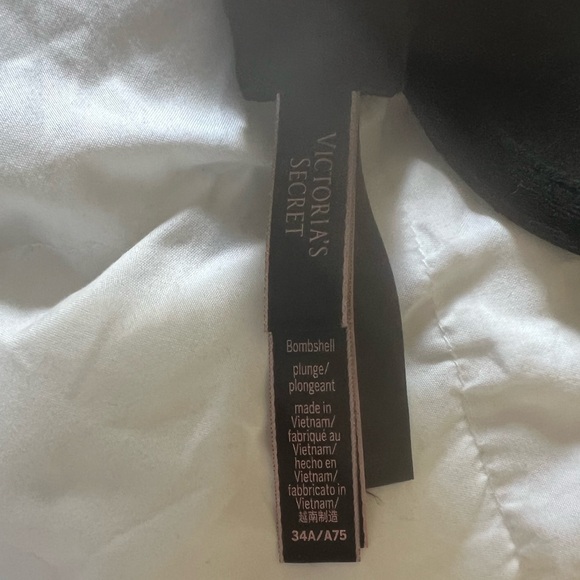 VICTORIA'S
SECRET
Bombshell
plunge/
plongeant
made in
Vietnam/
fabriqué au
Vietnam/
hecho en
Vietnam/
fabbricato in
Vietnam/
越南制造
34A/A75